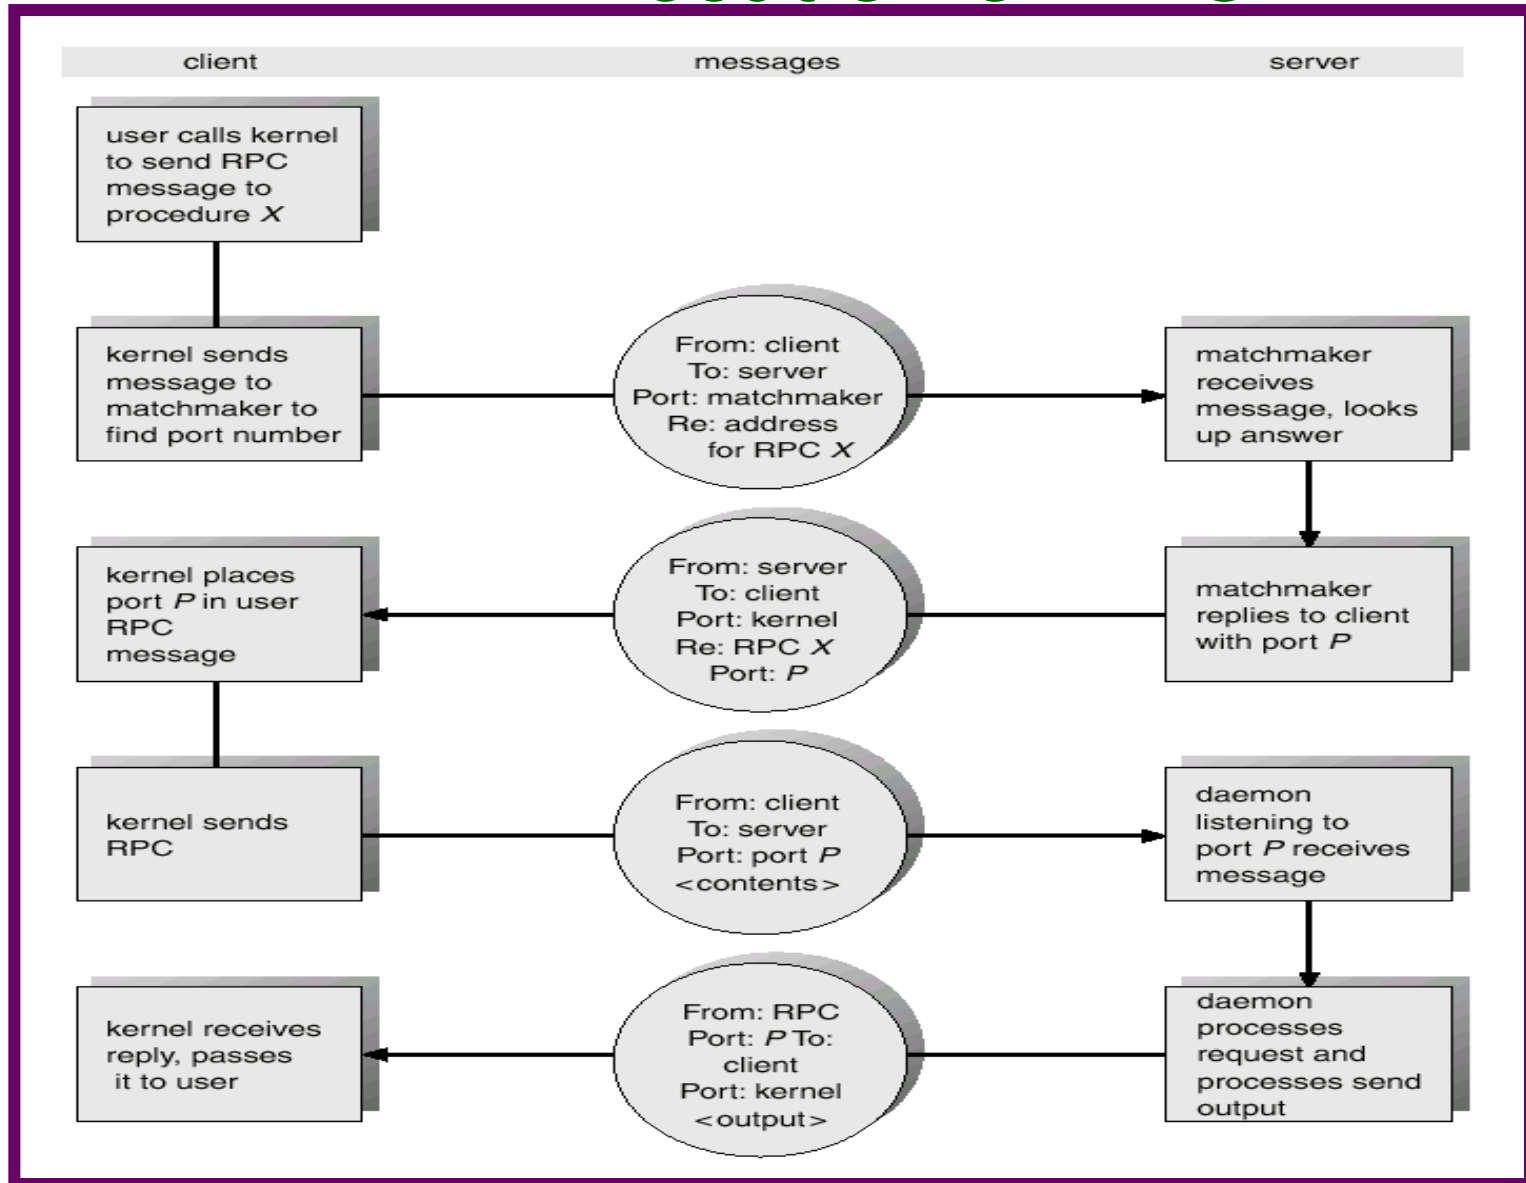 client messages server
user calls kernel
to send RPC
message to
procedure X
kernel sends
message to
matchmaker to
find port number
From: client
To: server
Port: matchmaker
Re: address
for RPC X
matchmaker
receives
message, looks
up answer
kernel places
port P in user
RPC
message
From: server
To: client
Port: kernel
Re: RPC X
Port: P
matchmaker
replies to client
with port P
kernel sends
RPC
From: client
To: server
Port: port P
<contents>
daemon
listening to
port P receives
message
kernel receives
reply, passes
it to user
From: RPC
Port: P To:
client
Port: kernel
<output>
daemon
processes
request and
processes send
output